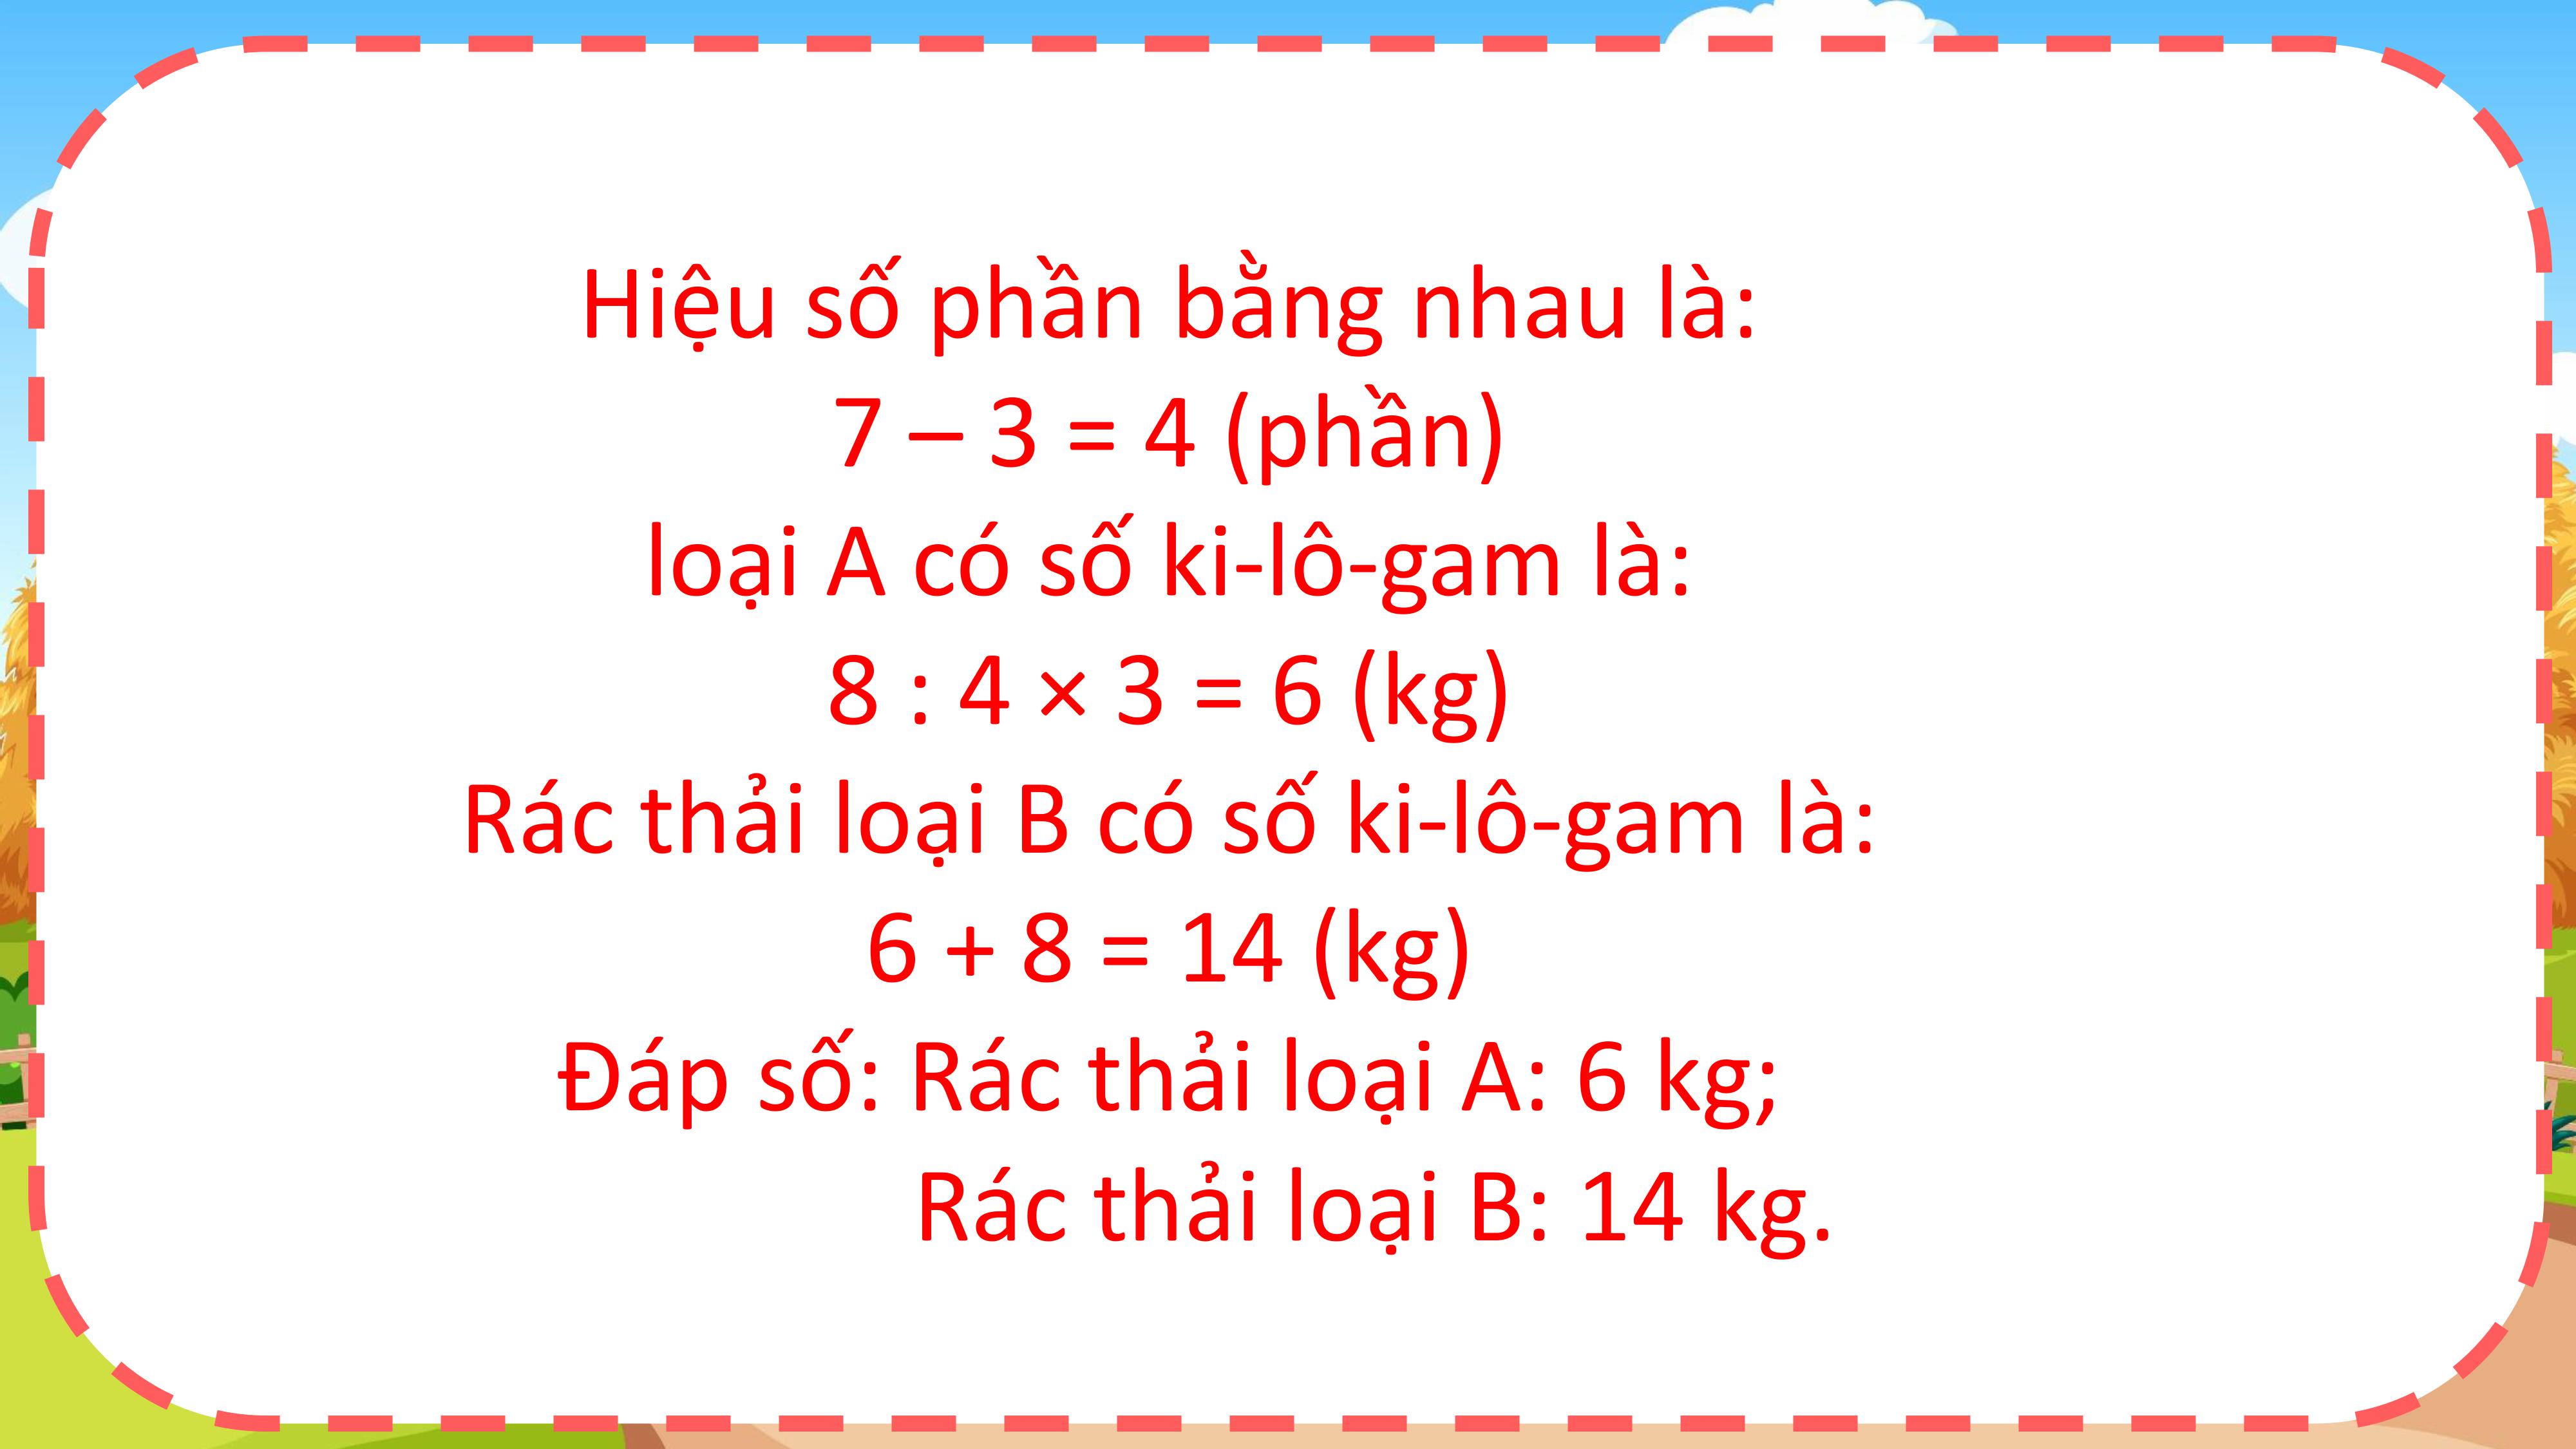 Hiệu số phần bằng nhau là:
7 – 3 = 4 (phần)
loại A có số ki-lô-gam là:
8 : 4 × 3 = 6 (kg)
Rác thải loại B có số ki-lô-gam là:
6 + 8 = 14 (kg)
Đáp số: Rác thải loại A: 6 kg;
Rác thải loại B: 14 kg.